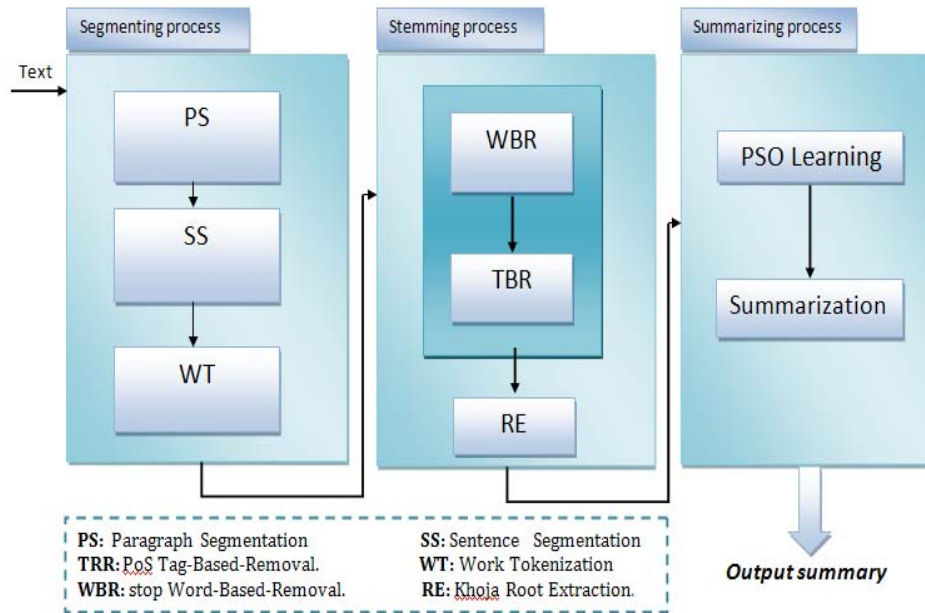 Segmenting process
Stemming process
Summarizing process
Text
PS
SS
WT
WBR
TBR
RE
PSO Learning
Summarization
PS: Paragraph Segmentation
SS: Sentence Segmentation
TRR: PoS Tag-Based-Removal.
WT: Work Tokenization
WBR: stop Word-Based-Removal.
RE: Khoja Root Extraction.
Output summary